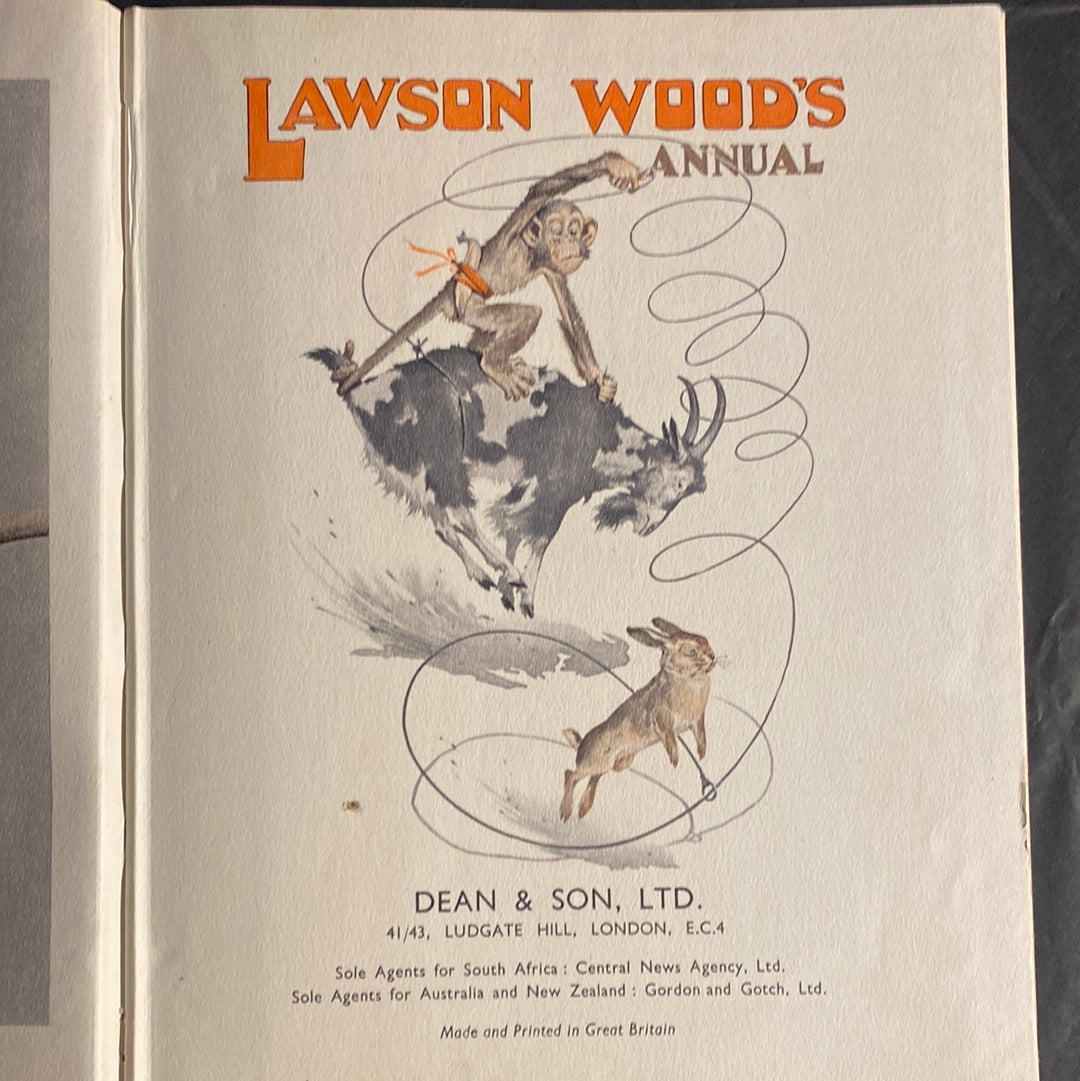 LAWSON WOOD'S
ANNUAL
DEAN & SON, LTD.
41/43, LUDGATE HILL, LONDON, E.C.4
Sole Agents for South Africa : Central News Agency, Ltd.
Sole Agents for Australia and New Zealand : Gordon and Gotch, Ltd.
Made and Printed in Great Britain